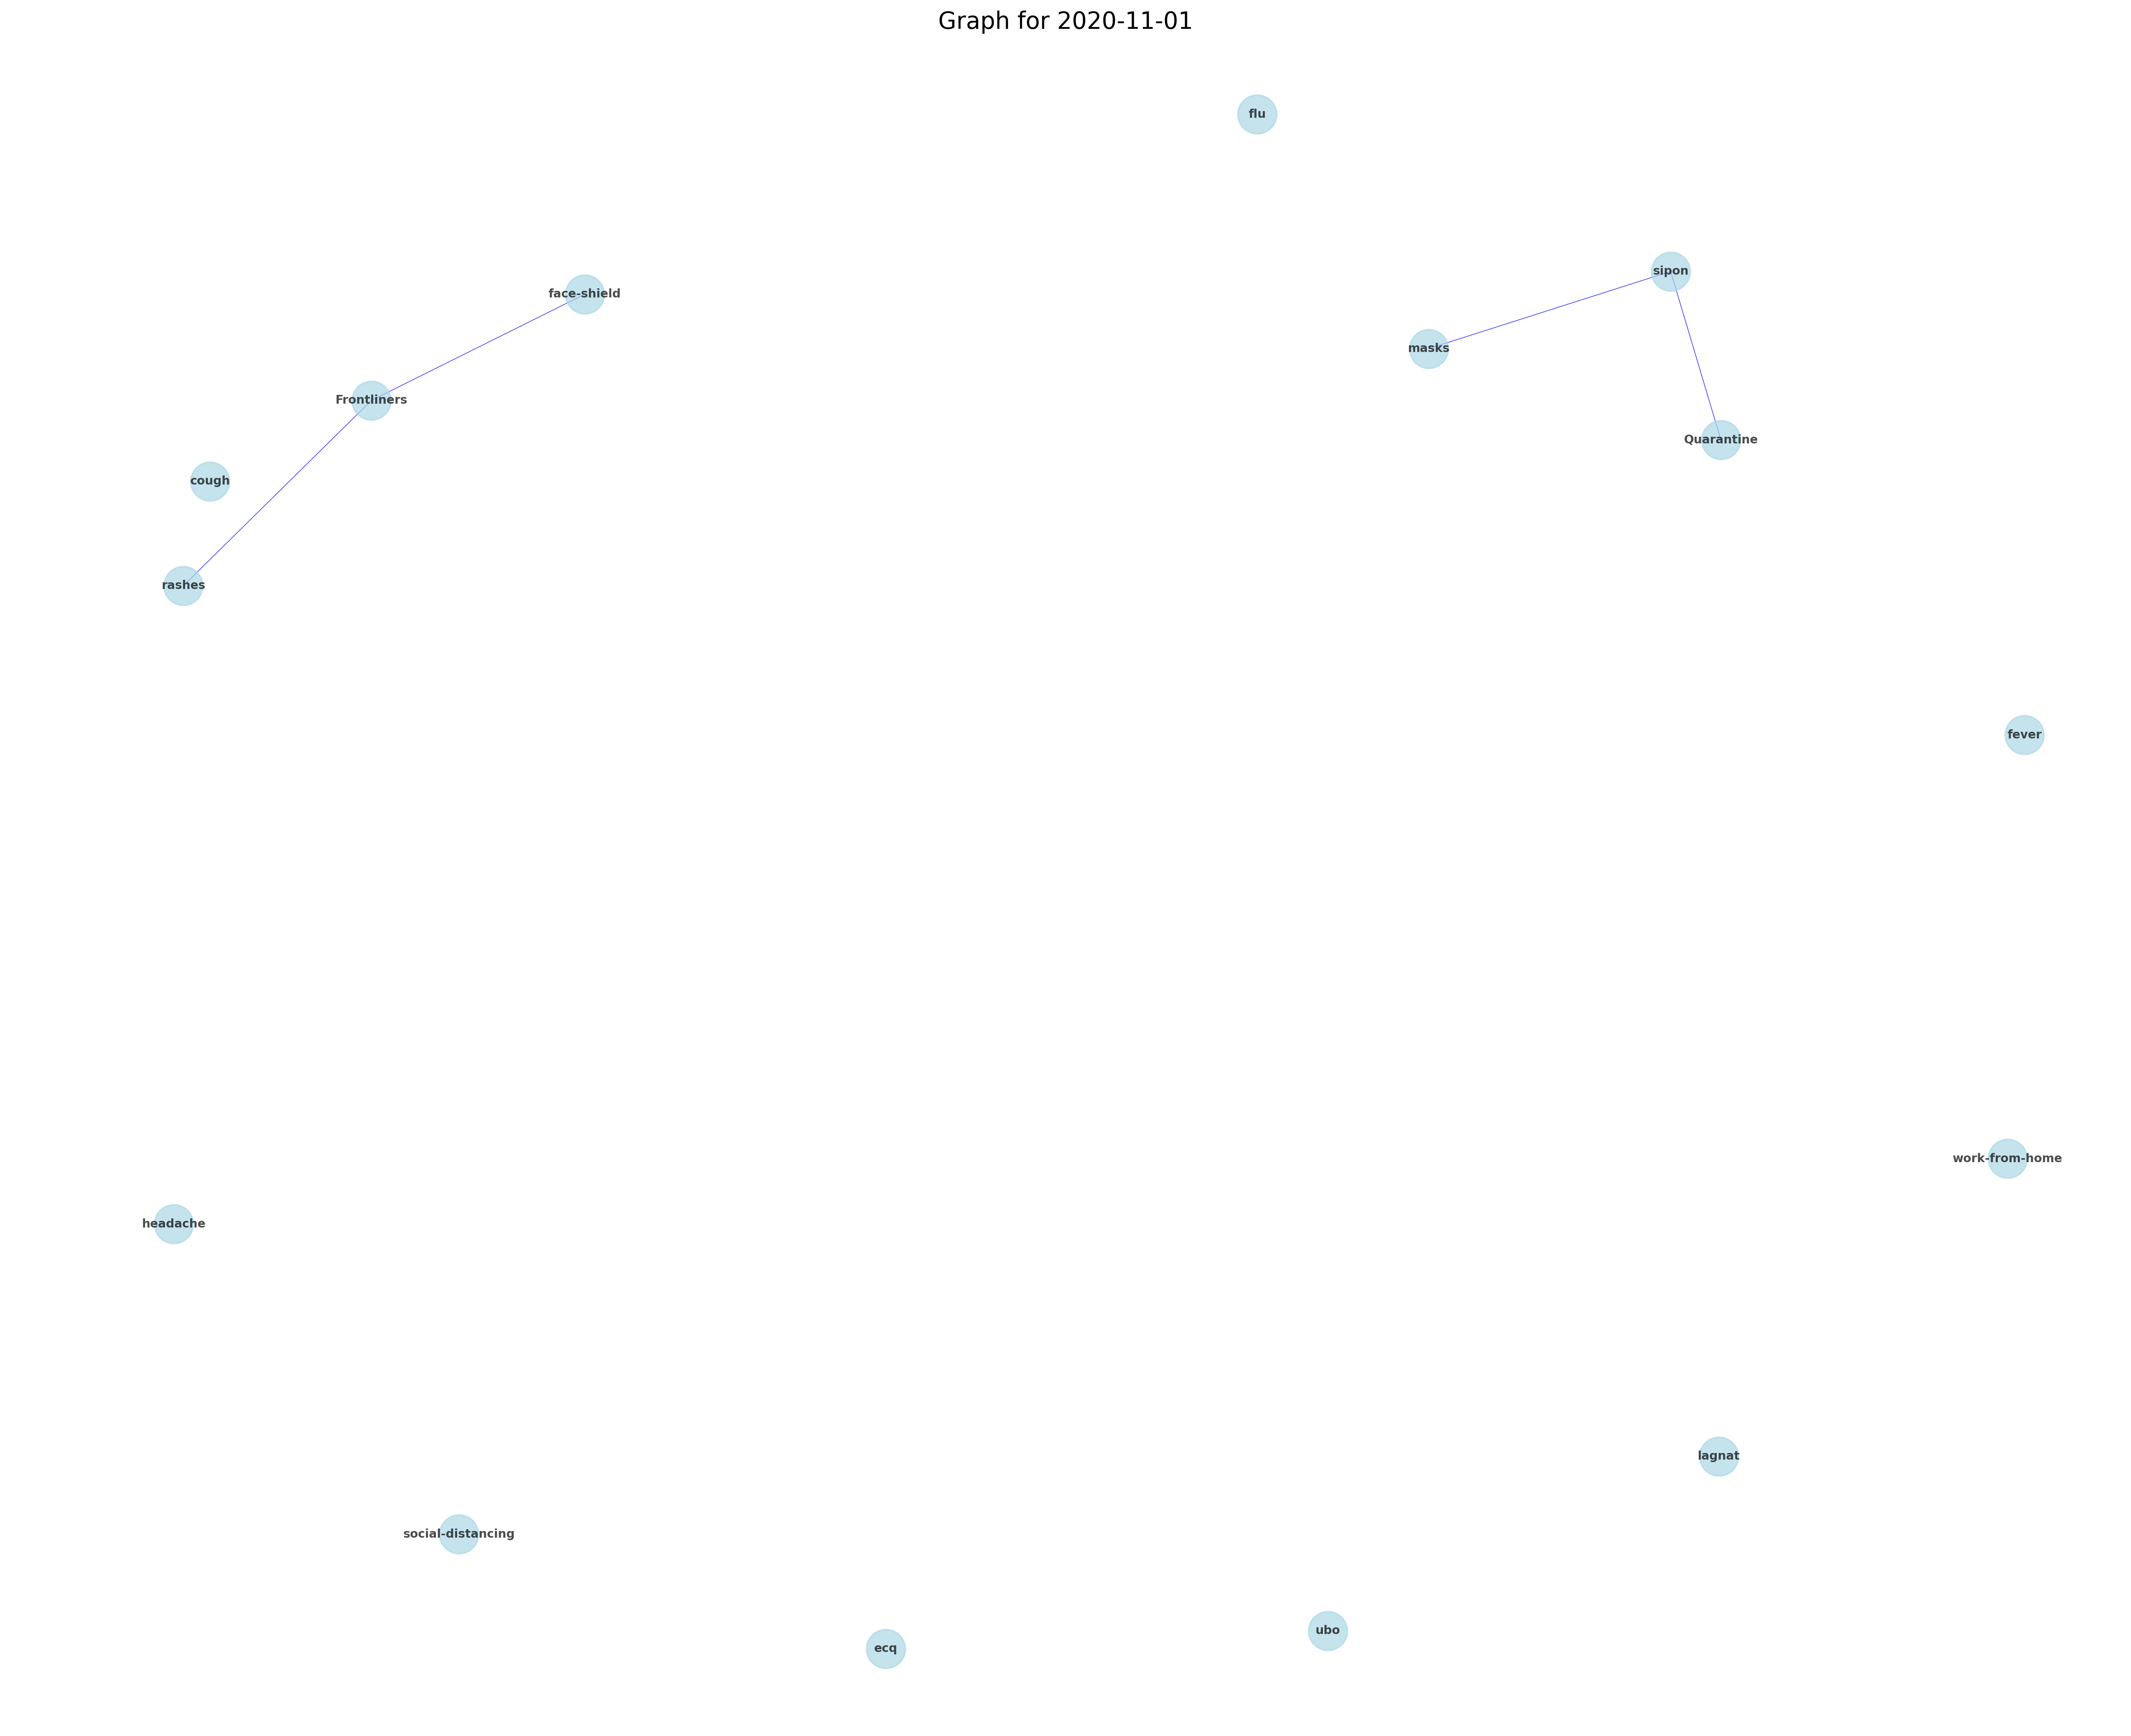 Graph for 2020-11-01
flu
sipon
face-shield
masks
Frontliners
Quarantine
cough
rashes
fever
work-from-home
headache
lagnat
social-distancing
ubo
ecq